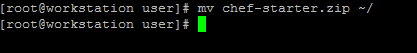 [root@workstation user]# mv chef-starter.zip ~/
[root@workstation user]#